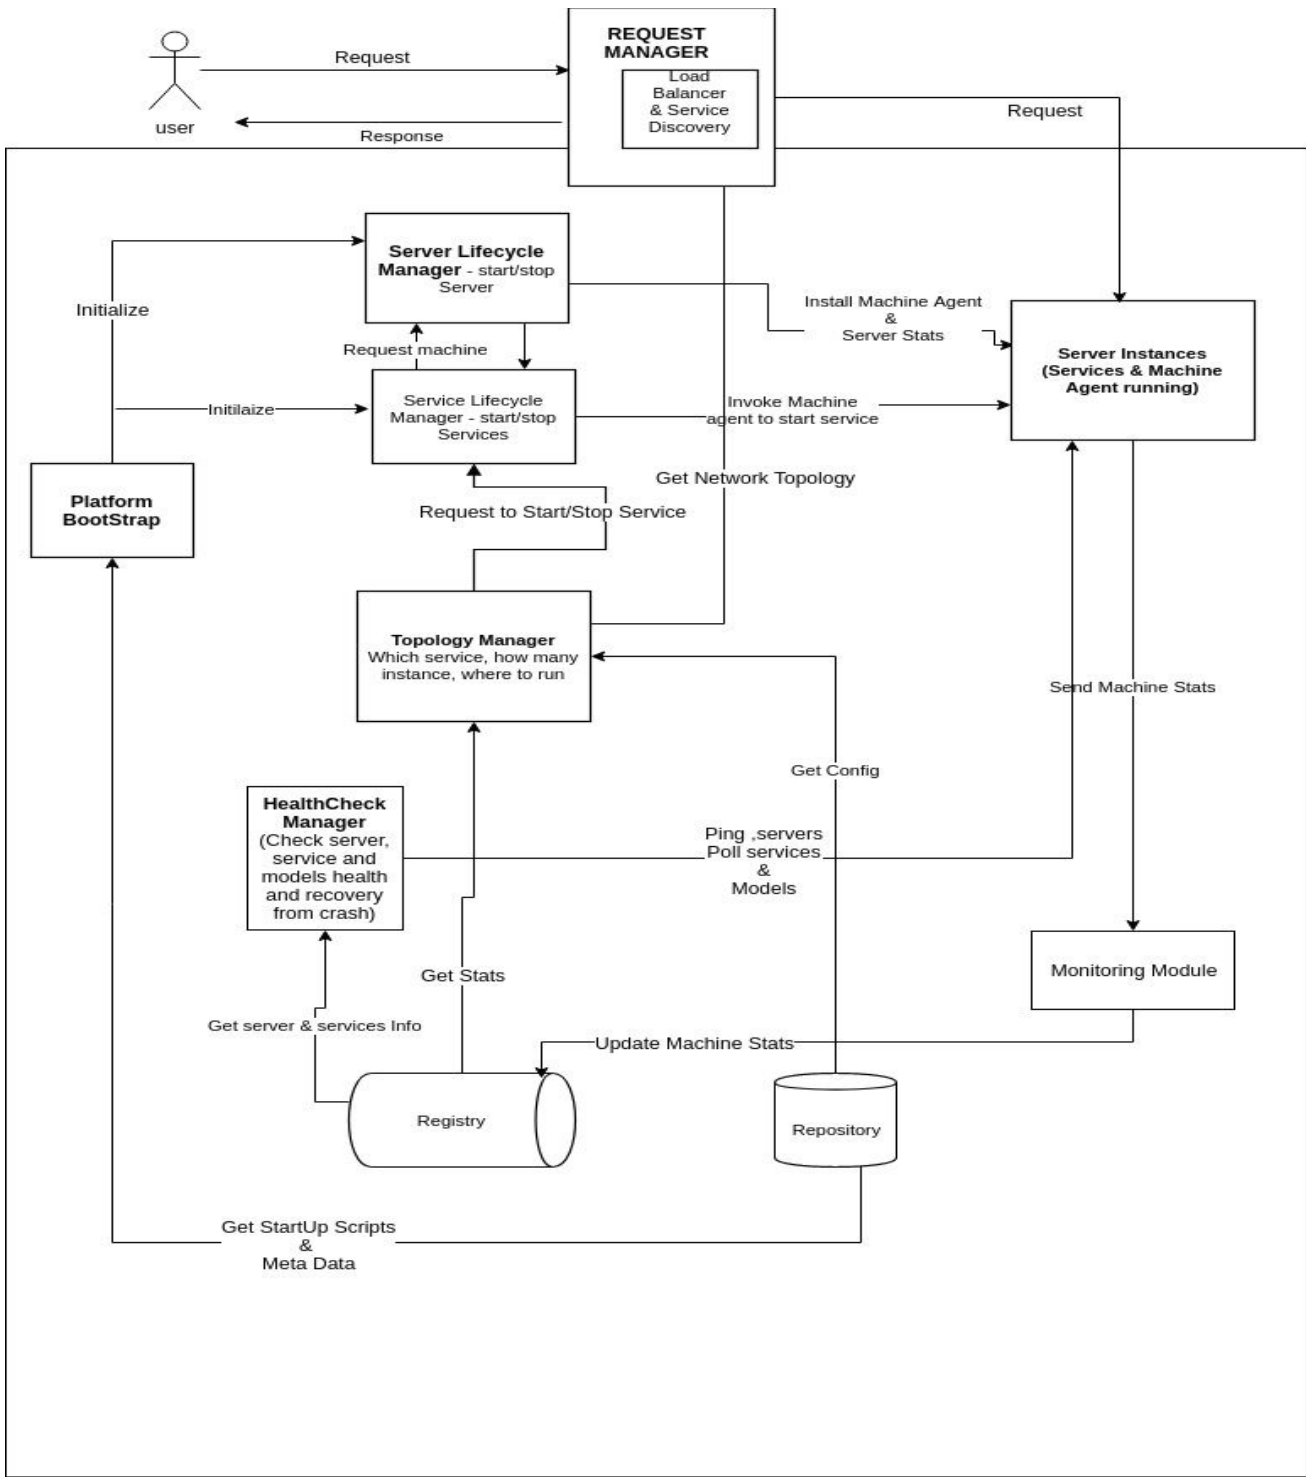 REQUEST
MANAGER
Load
Balancer
& Service
Discovery
Request
user
Response
Request
Server Lifecycle
Manager - start/stop
Server
Initialize
Install Machine Agent
&
Server Stats
Request machine
Server Instances
(Services & Machine
Agent running)
Service Lifecycle
Manager - start/stop
Services
Initilaize
Invoke Machine
agent to start service
Get Network Topology
Platform
BootStrap
Request to Start/Stop Service
Topology Manager
Which service, how many
instance, where to run
Send Machine Stats
Get Config
HealthCheck
Manager
(Check server,
service and
models health
and recovery
from crash)
Ping ,servers
Poll services
&
Models
Get Stats
Monitoring Module
Get server & services Info
Update Machine Stats
Registry
Repository
Get StartUp Scripts
&
Meta Data